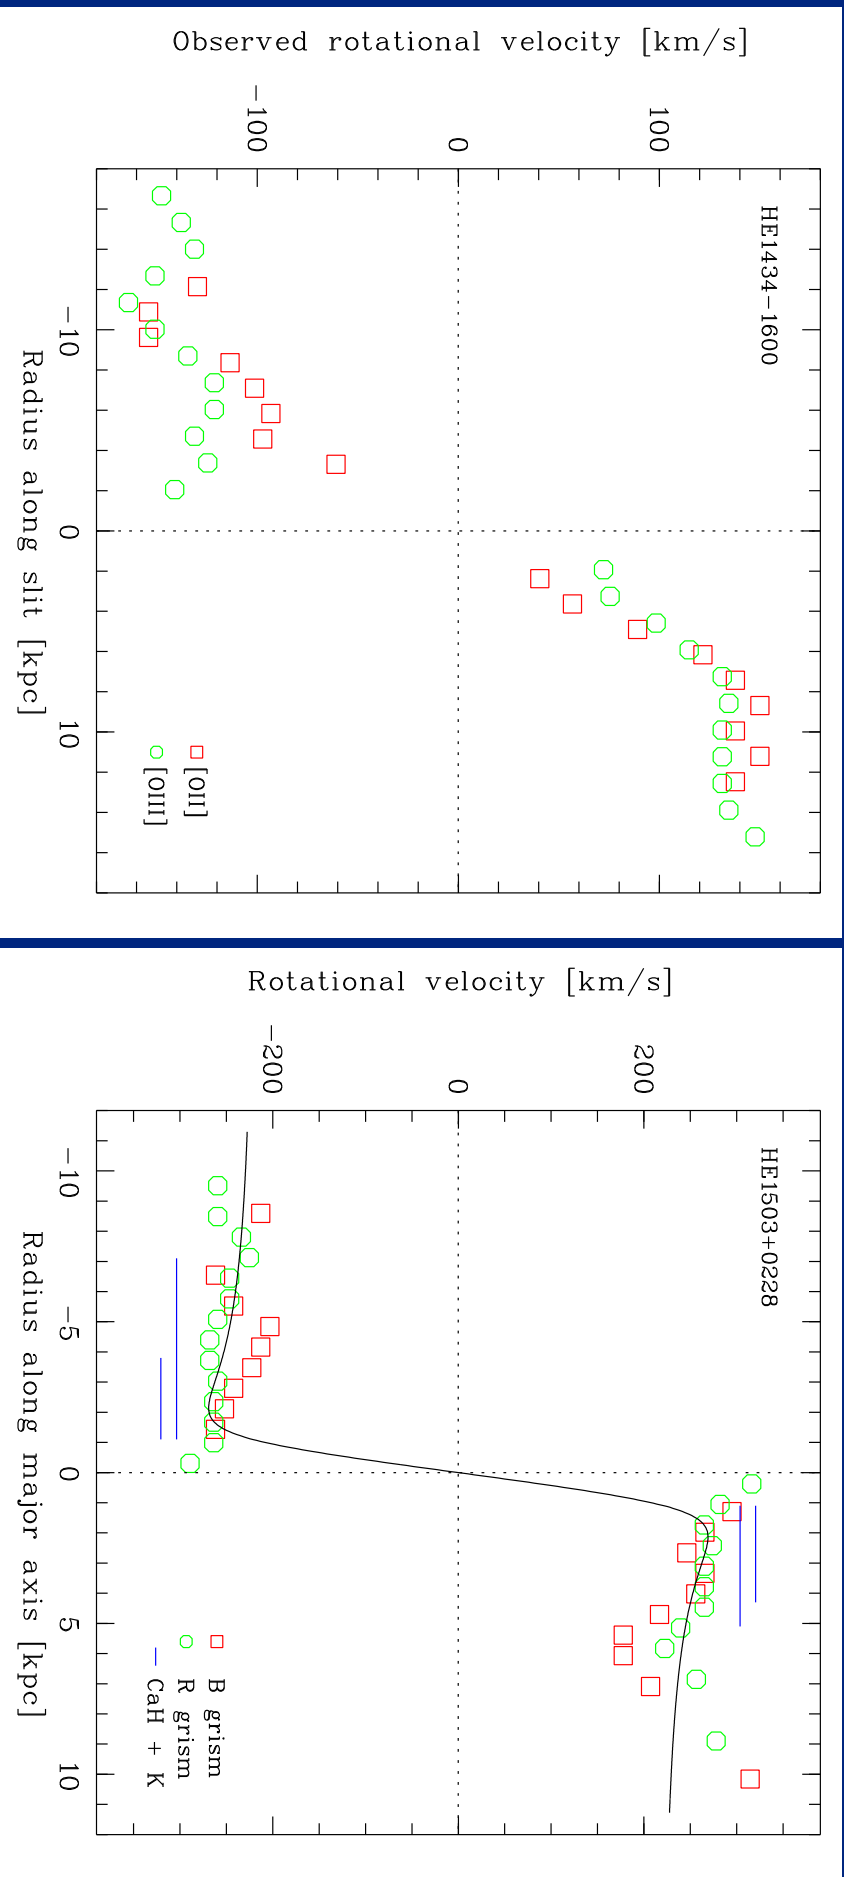 Observed rotational velocity [km/s]
-100 0 100
HE1434-1600
-10 0 10
Radius along slit [kpc]
[OII]
[OIII]
Rotational velocity [km/s]
-200 0 200
HE1503+0228
-10 -5 0 5 10
Radius along major axis [kpc]
B grism
R grism
CaH + K